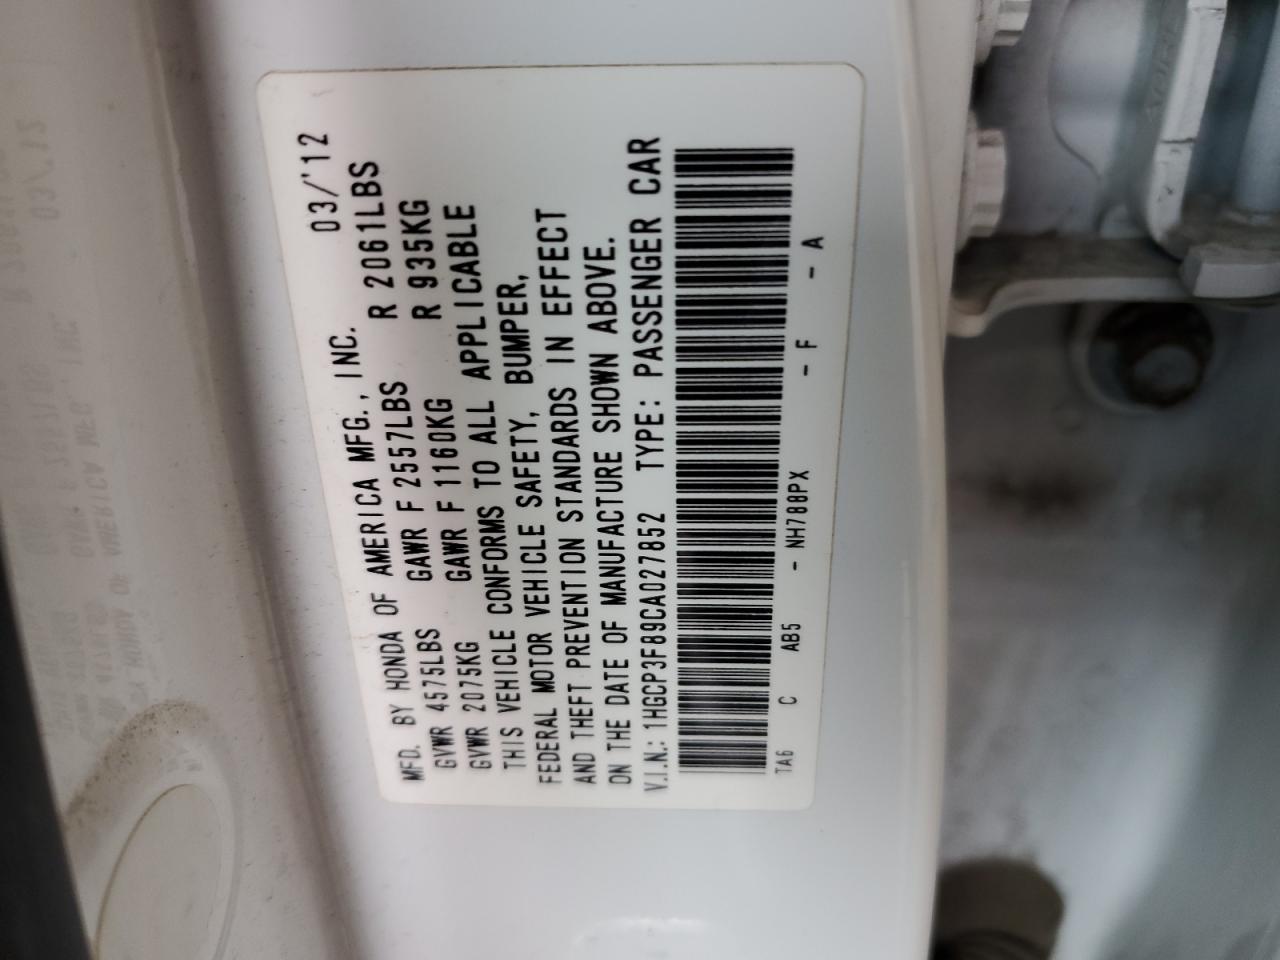 MFD. BY HONDA OF AMERICA MFG., INC. 03/'12
GVWR 4575LBS GAWR F 2557LBS R 2061LBS
GVWR 2075KG GAWR F 1160KG R 935KG
THIS VEHICLE CONFORMS TO ALL APPLICABLE
FEDERAL MOTOR VEHICLE SAFETY, BUMPER,
AND THEFT PREVENTION STANDARDS IN EFFECT
ON THE DATE OF MANUFACTURE SHOWN ABOVE.
V.I.N.: 1HGCP3F89CA027852 TYPE: PASSENGER CAR
TA6 C AB5 - NH788PX - F - A